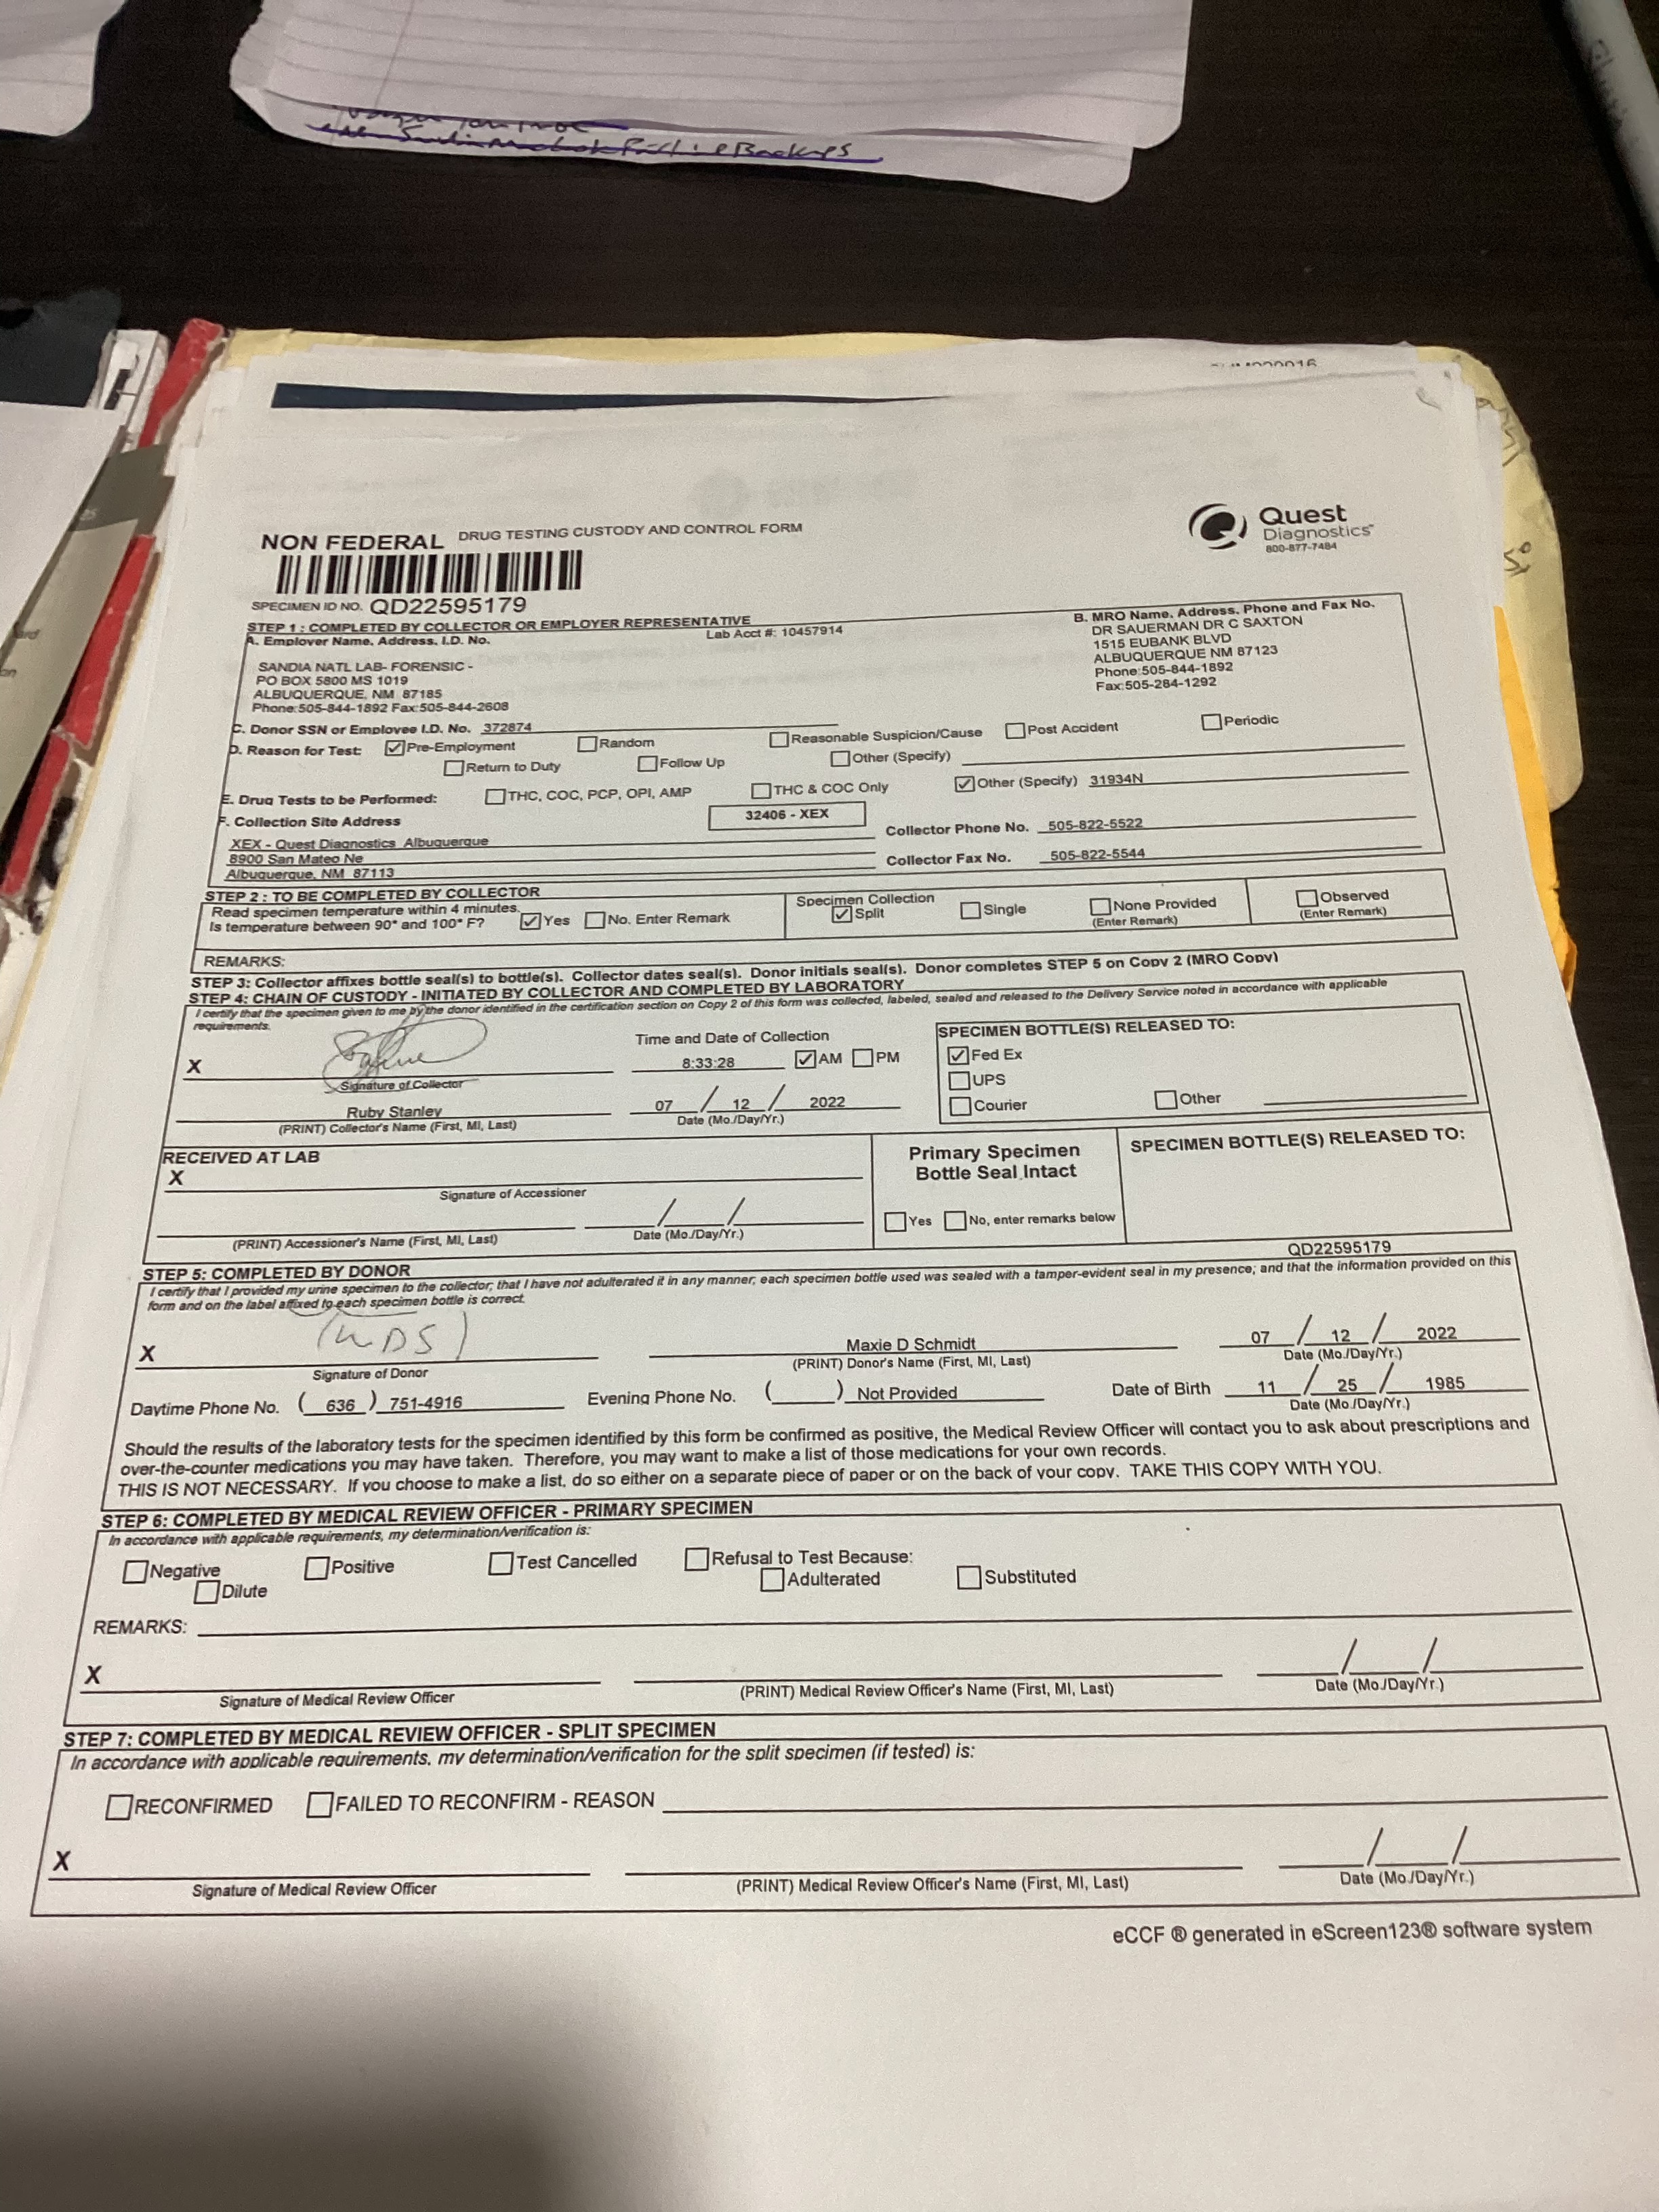 Backups
NON FEDERAL DRUG TESTING CUSTODY AND CONTROL FORM
Quest
Diagnostics
800-877-7484
SPECIMEN ID NO. QD22595179
STEP 1 : COMPLETED BY COLLECTOR OR EMPLOYER REPRESENTATIVE
A. Employer Name, Address, I.D. No.
Lab Acct #: 10457914
SANDIA NATL LAB- FORENSIC -
PO BOX 5800 MS 1019
ALBUQUERQUE, NM 87185
Phone:505-844-1892 Fax:505-844-2608
B. MRO Name, Address, Phone and Fax No.
DR SAUERMAN DR C SAXTON
1515 EUBANK BLVD
ALBUQUERQUE NM 87123
Phone:505-844-1892
Fax:505-284-1292
C. Donor SSN or Employee I.D. No. 372874
D. Reason for Test: Pre-Employment Random Reasonable Suspicion/Cause Post Accident Periodic
Return to Duty Follow Up Other (Specify)
E. Drug Tests to be Performed: THC, COC, PCP, OPI, AMP THC & COC Only Other (Specify) 31934N
F. Collection Site Address
32406 - XEX
XEX - Quest Diagnostics Albuquerque
8900 San Mateo Ne
Albuquerque, NM 87113
Collector Phone No. 505-822-5522
Collector Fax No. 505-822-5544
STEP 2 : TO BE COMPLETED BY COLLECTOR
Read specimen temperature within 4 minutes.
Is temperature between 90° and 100° F? Yes No. Enter Remark
Specimen Collection
Split Single None Provided
(Enter Remark)
Observed
(Enter Remark)
REMARKS:
STEP 3: Collector affixes bottle seal(s) to bottle(s). Collector dates seal(s). Donor initials seal(s). Donor completes STEP 5 on Copy 2 (MRO Copy)
STEP 4: CHAIN OF CUSTODY - INITIATED BY COLLECTOR AND COMPLETED BY LABORATORY
I certify that the specimen given to me by the donor identified in the certification section on Copy 2 of this form was collected, labeled, sealed and released to the Delivery Service noted in accordance with applicable
requirements.
X
Signature of Collector
Ruby Stanley
(PRINT) Collector's Name (First, MI, Last)
Time and Date of Collection
8:33:28 AM PM
07 / 12 / 2022
Date (Mo./Day/Yr.)
SPECIMEN BOTTLE(S) RELEASED TO:
Fed Ex
UPS
Courier Other
RECEIVED AT LAB
X
Signature of Accessioner
(PRINT) Accessioner's Name (First, MI, Last)
/ /
Date (Mo./Day/Yr.)
Primary Specimen
Bottle Seal Intact
Yes No, enter remarks below
SPECIMEN BOTTLE(S) RELEASED TO:
QD22595179
STEP 5: COMPLETED BY DONOR
I certify that I provided my urine specimen to the collector; that I have not adulterated it in any manner; each specimen bottle used was sealed with a tamper-evident seal in my presence; and that the information provided on this
form and on the label affixed to each specimen bottle is correct.
X
Signature of Donor
Maxie D Schmidt
(PRINT) Donor's Name (First, MI, Last)
07 / 12 / 2022
Date (Mo./Day/Yr.)
Daytime Phone No. ( 636 ) 751-4916 Evening Phone No. ( ) Not Provided Date of Birth 11 / 25 / 1985
Date (Mo./Day/Yr.)
Should the results of the laboratory tests for the specimen identified by this form be confirmed as positive, the Medical Review Officer will contact you to ask about prescriptions and
over-the-counter medications you may have taken. Therefore, you may want to make a list of those medications for your own records.
THIS IS NOT NECESSARY. If you choose to make a list, do so either on a separate piece of paper or on the back of your copy. TAKE THIS COPY WITH YOU.
STEP 6: COMPLETED BY MEDICAL REVIEW OFFICER - PRIMARY SPECIMEN
In accordance with applicable requirements, my determination/verification is:
Negative Positive Test Cancelled Refusal to Test Because:
Dilute Adulterated Substituted
REMARKS:
X
Signature of Medical Review Officer
(PRINT) Medical Review Officer's Name (First, MI, Last)
/ /
Date (Mo./Day/Yr.)
STEP 7: COMPLETED BY MEDICAL REVIEW OFFICER - SPLIT SPECIMEN
In accordance with applicable requirements, my determination/verification for the split specimen (if tested) is:
RECONFIRMED FAILED TO RECONFIRM - REASON
X
Signature of Medical Review Officer
(PRINT) Medical Review Officer's Name (First, MI, Last)
/ /
Date (Mo./Day/Yr.)
eCCF ® generated in eScreen123® software system